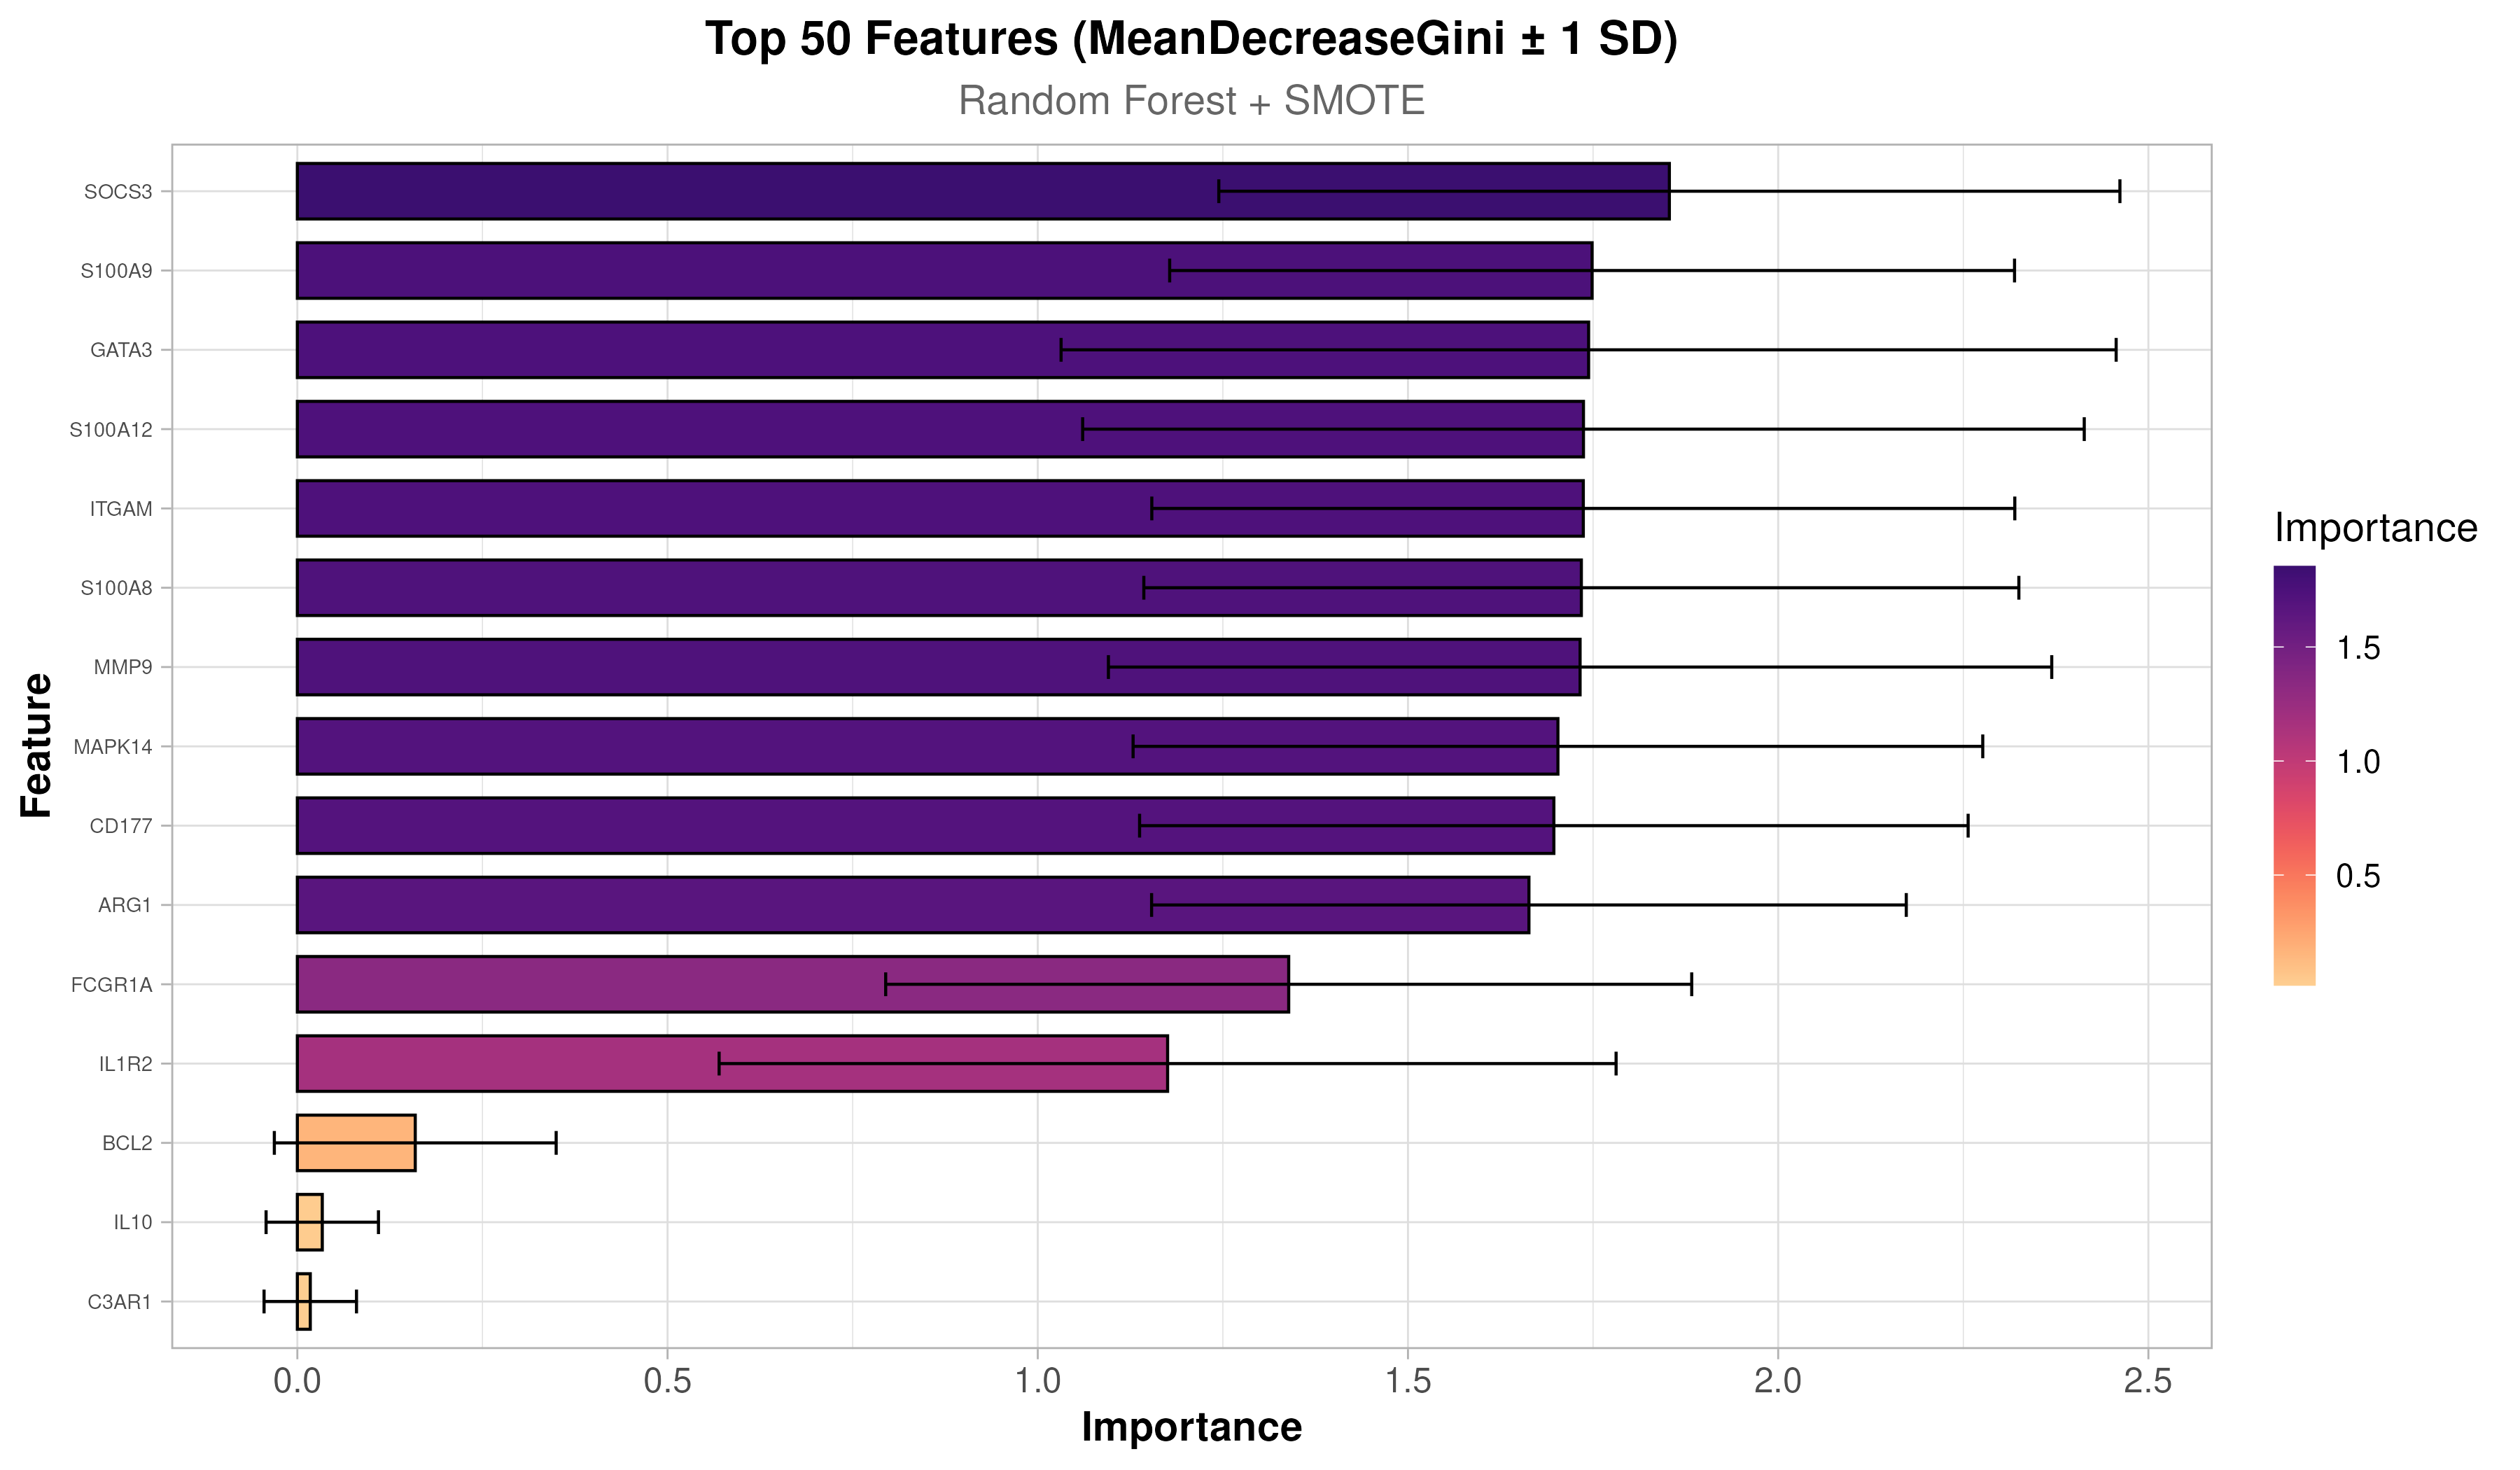 Top 50 Features (MeanDecreaseGini ± 1 SD)
Random Forest + SMOTE
Feature
SOCS3
S100A9
GATA3
S100A12
ITGAM
S100A8
MMP9
MAPK14
CD177
ARG1
FCGR1A
IL1R2
BCL2
IL10
C3AR1
0.0 0.5 1.0 1.5 2.0 2.5
Importance
Importance
1.5
1.0
0.5